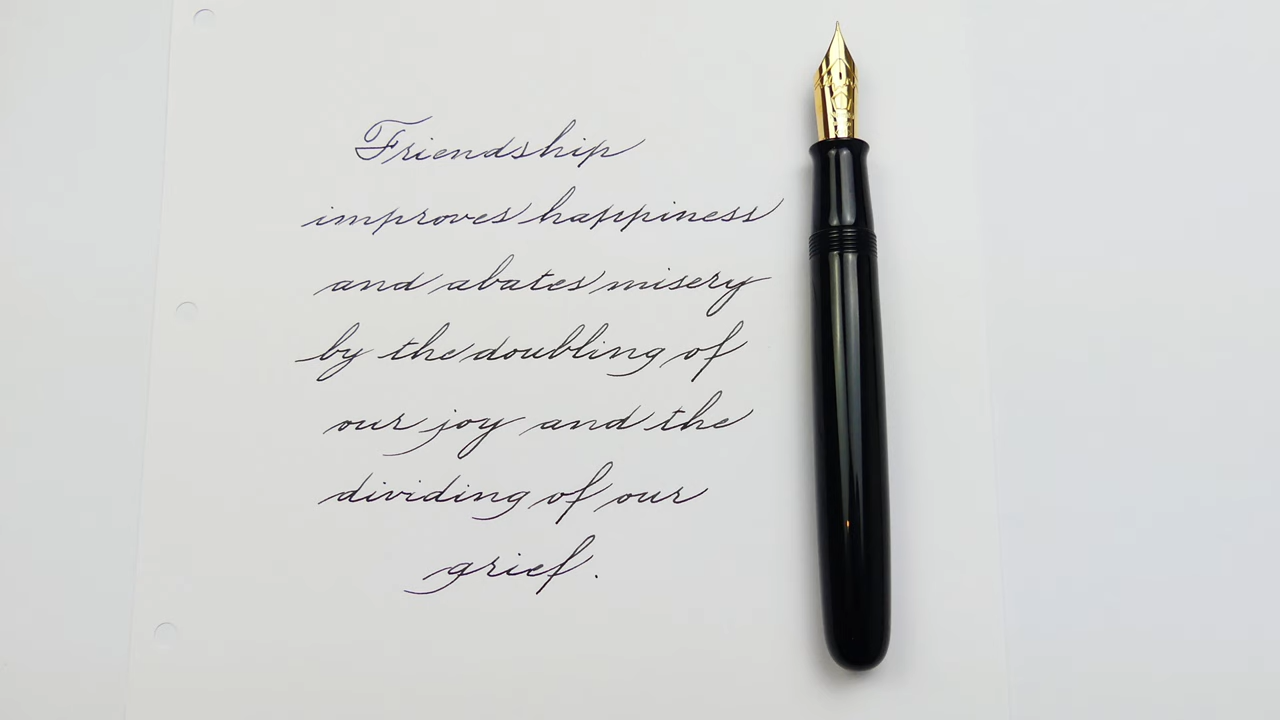 Friendship
improves happiness
and abates misery
by the doubling of
our joy and the
dividing of our
grief.